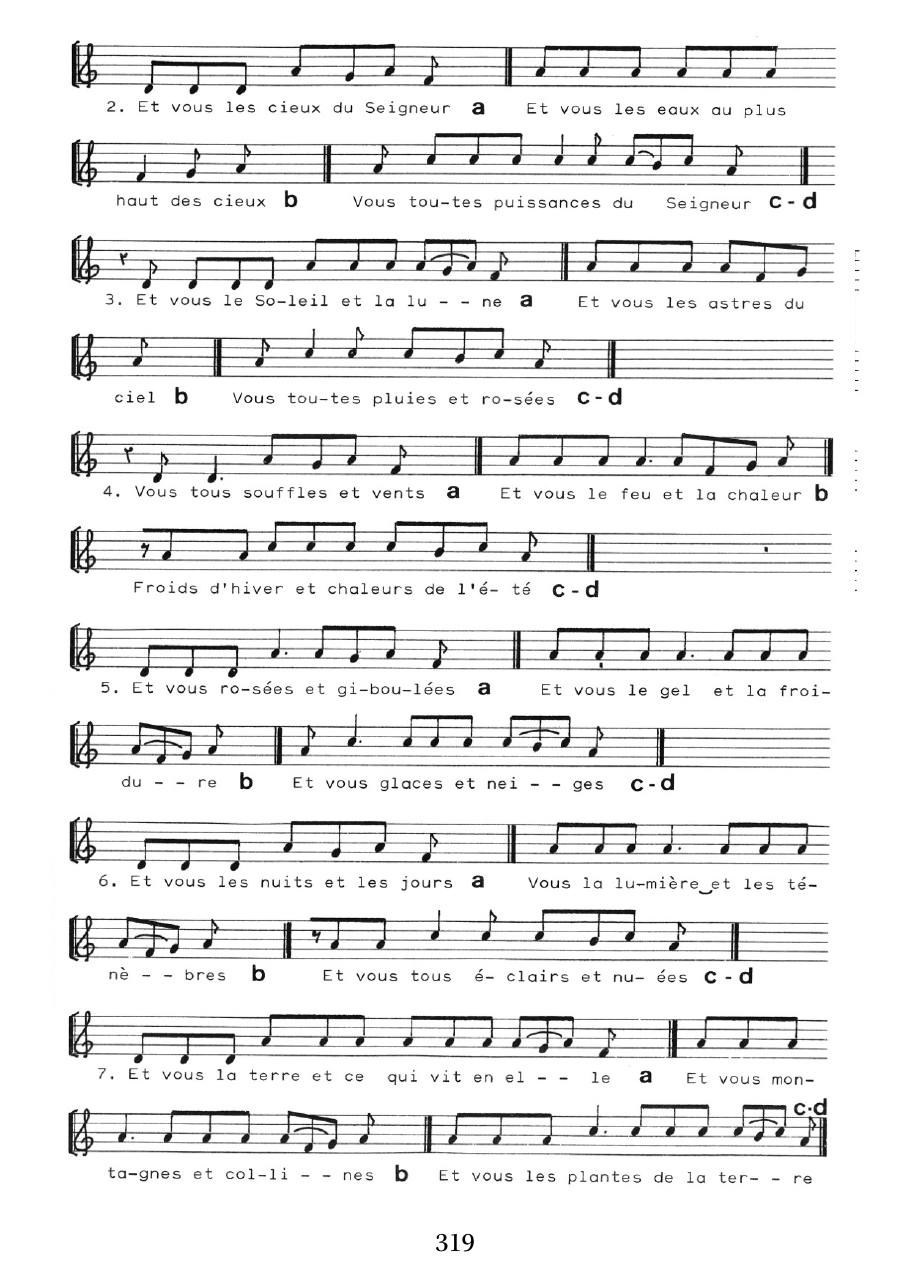 2. Et vous les cieux du Seigneur a Et vous les eaux au plus
haut des cieux b Vous tou-tes puissances du Seigneur c - d
3. Et vous le So-leil et la lu - - ne a Et vous les astres du
ciel b Vous tou-tes pluies et ro-sées c - d
4. Vous tous souffles et vents a Et vous le feu et la chaleur b
Froids d'hiver et chaleurs de l'é- té c - d
5. Et vous ro-sées et gi-bou-lées a Et vous le gel et la froi-
du - - re b Et vous glaces et nei - - ges c - d
6. Et vous les nuits et les jours a Vous la lu-mière‿et les té-
nè - - bres b Et vous tous é- clairs et nu- ées c - d
7. Et vous la terre et ce qui vit en el - - le a Et vous mon-
c-d
ta-gnes et col-li - - nes b Et vous les plantes de la ter- - re
319